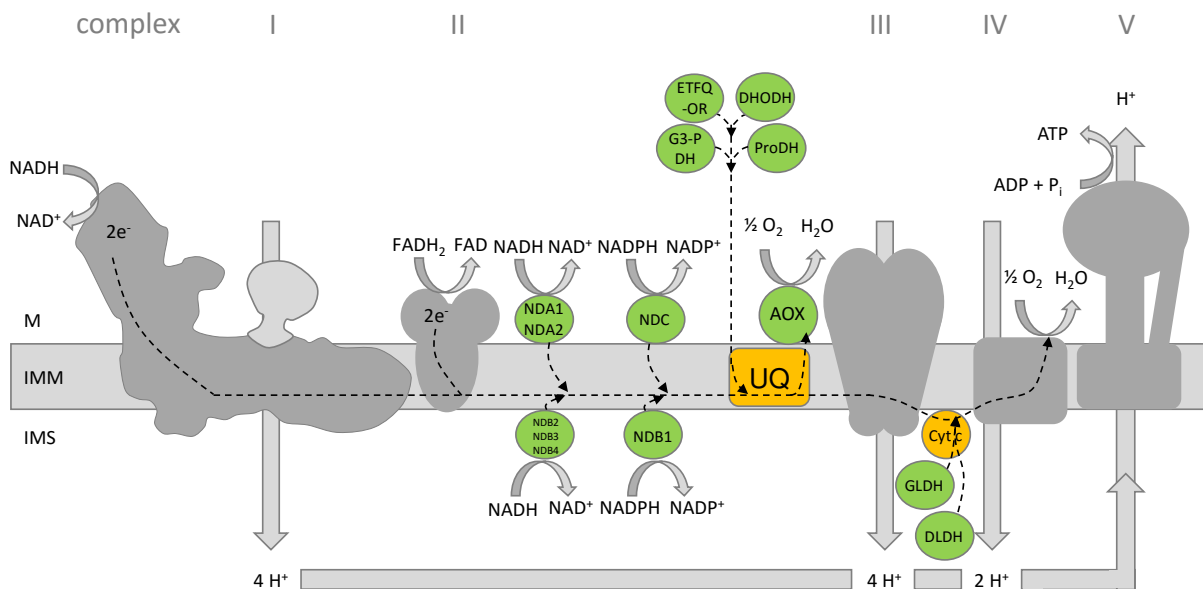 complex I II III IV V
ETFQ
-OR
DHODH
G3-P
DH
ProDH
H⁺
ATP
ADP + Pᵢ
NADH
NAD⁺
2e⁻
FADH₂ FAD NADH NAD⁺ NADPH NADP⁺
½ O₂ H₂O
½ O₂ H₂O
2e⁻
NDA1
NDA2
NDC
AOX
M
IMM
UQ
IMS
NDB2
NDB3
NDB4
NDB1
Cyt c
GLDH
NADH NAD⁺ NADPH NADP⁺
DLDH
4 H⁺ 4 H⁺ 2 H⁺